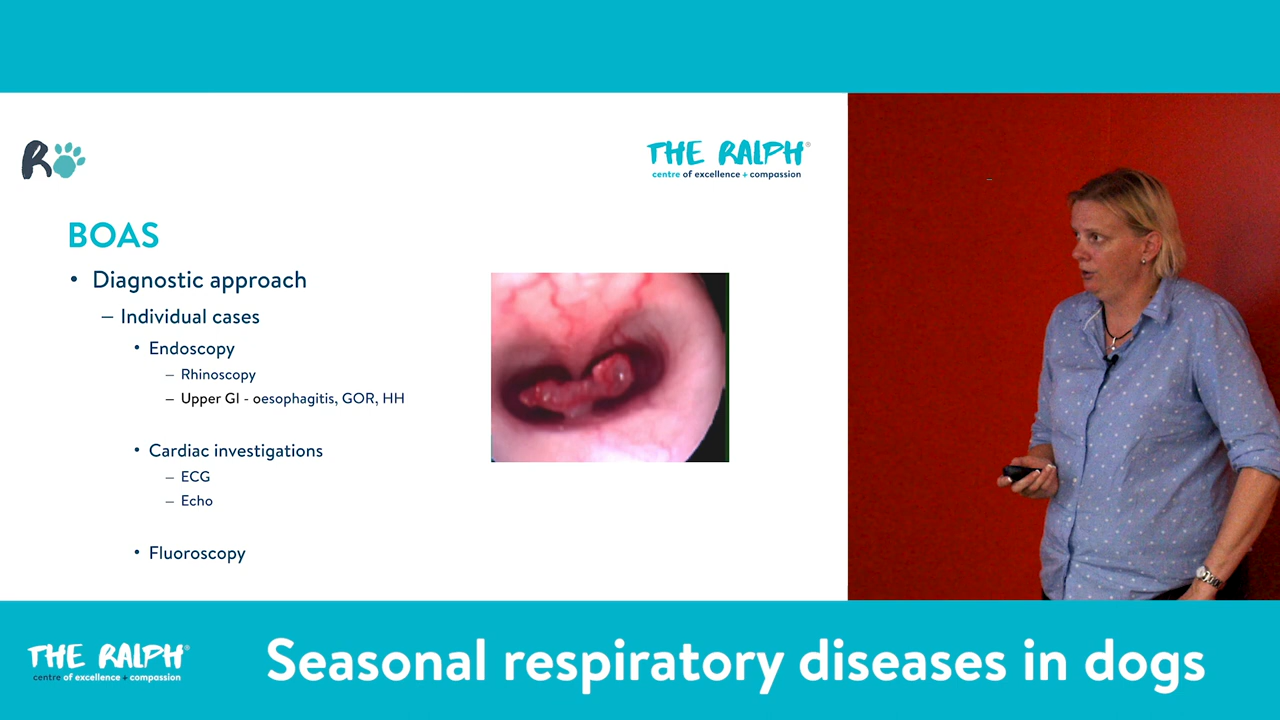 R
THE RALPH®
centre of excellence + compassion
BOAS
• Diagnostic approach
– Individual cases
• Endoscopy
– Rhinoscopy
– Upper GI - oesophagitis, GOR, HH
• Cardiac investigations
– ECG
– Echo
• Fluoroscopy
THE RALPH®
centre of excellence + compassion
Seasonal respiratory diseases in dogs